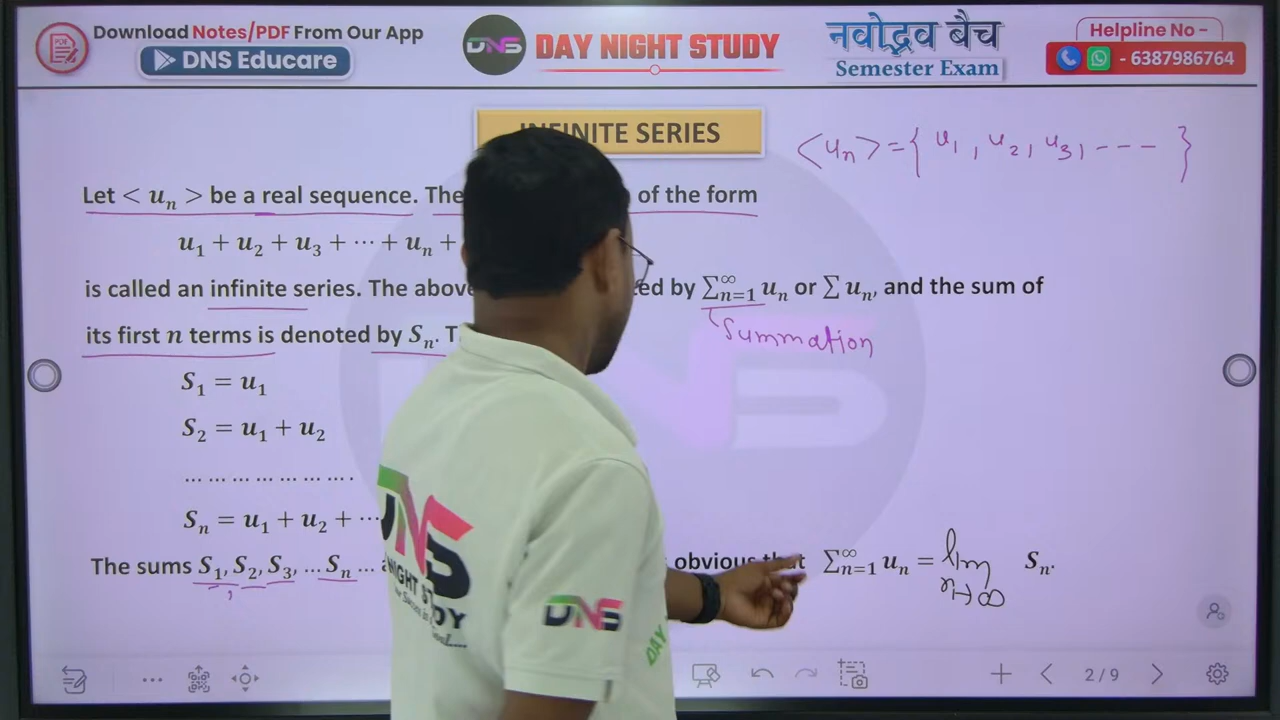 Download Notes/PDF From Our App
DNS Educare
DNS
DAY NIGHT STUDY
नवोद्भव बैच
Semester Exam
Helpline No –
- 6387986764
INFINITE SERIES
<uₙ> = { u₁, u₂, u₃, --- }
Let < uₙ > be a real sequence. The of the form
u₁ + u₂ + u₃ + ⋯ + uₙ +
is called an infinite series. The above by ∑ₙ₌₁^∞ uₙ or ∑ uₙ, and the sum of
Summation
its first n terms is denoted by Sₙ.
S₁ = u₁
S₂ = u₁ + u₂
… … … … … … .
Sₙ = u₁ + u₂ + ⋯
The sums S₁, S₂, S₃, … Sₙ … obvious that ∑ₙ₌₁^∞ uₙ = lim n→∞ Sₙ.
DNS
DAY
2/9